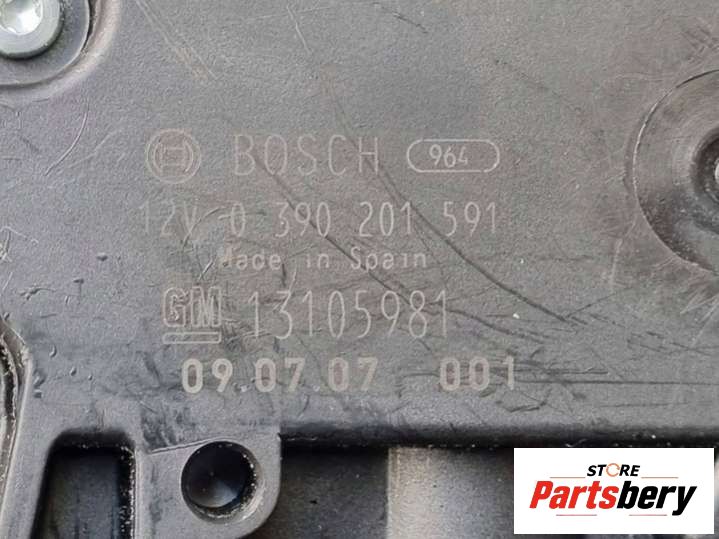 BOSCH 964
12V 0 390 201 591
Made in Spain
GM 13105981
09.07.07 001
STORE
Partsbery